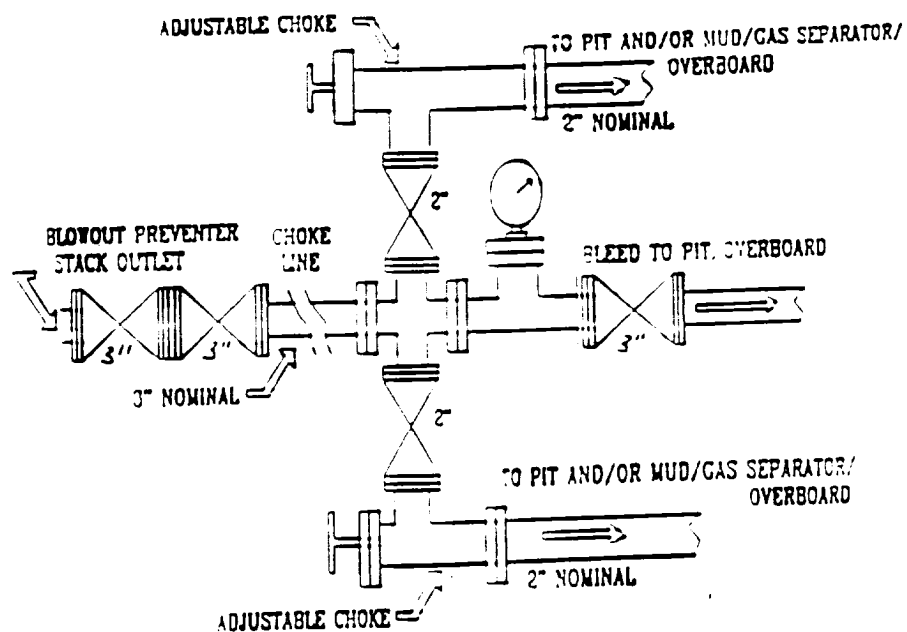 ADJUSTABLE CHOKE
TO PIT AND/OR MUD/GAS SEPARATOR/
OVERBOARD
2" NOMINAL
2"
BLOWOUT PREVENTER
STACK OUTLET
CHOKE
LINE
BLEED TO PIT, OVERBOARD
3"
3"
3"
3" NOMINAL
2"
TO PIT AND/OR MUD/GAS SEPARATOR/
OVERBOARD
2" NOMINAL
ADJUSTABLE CHOKE